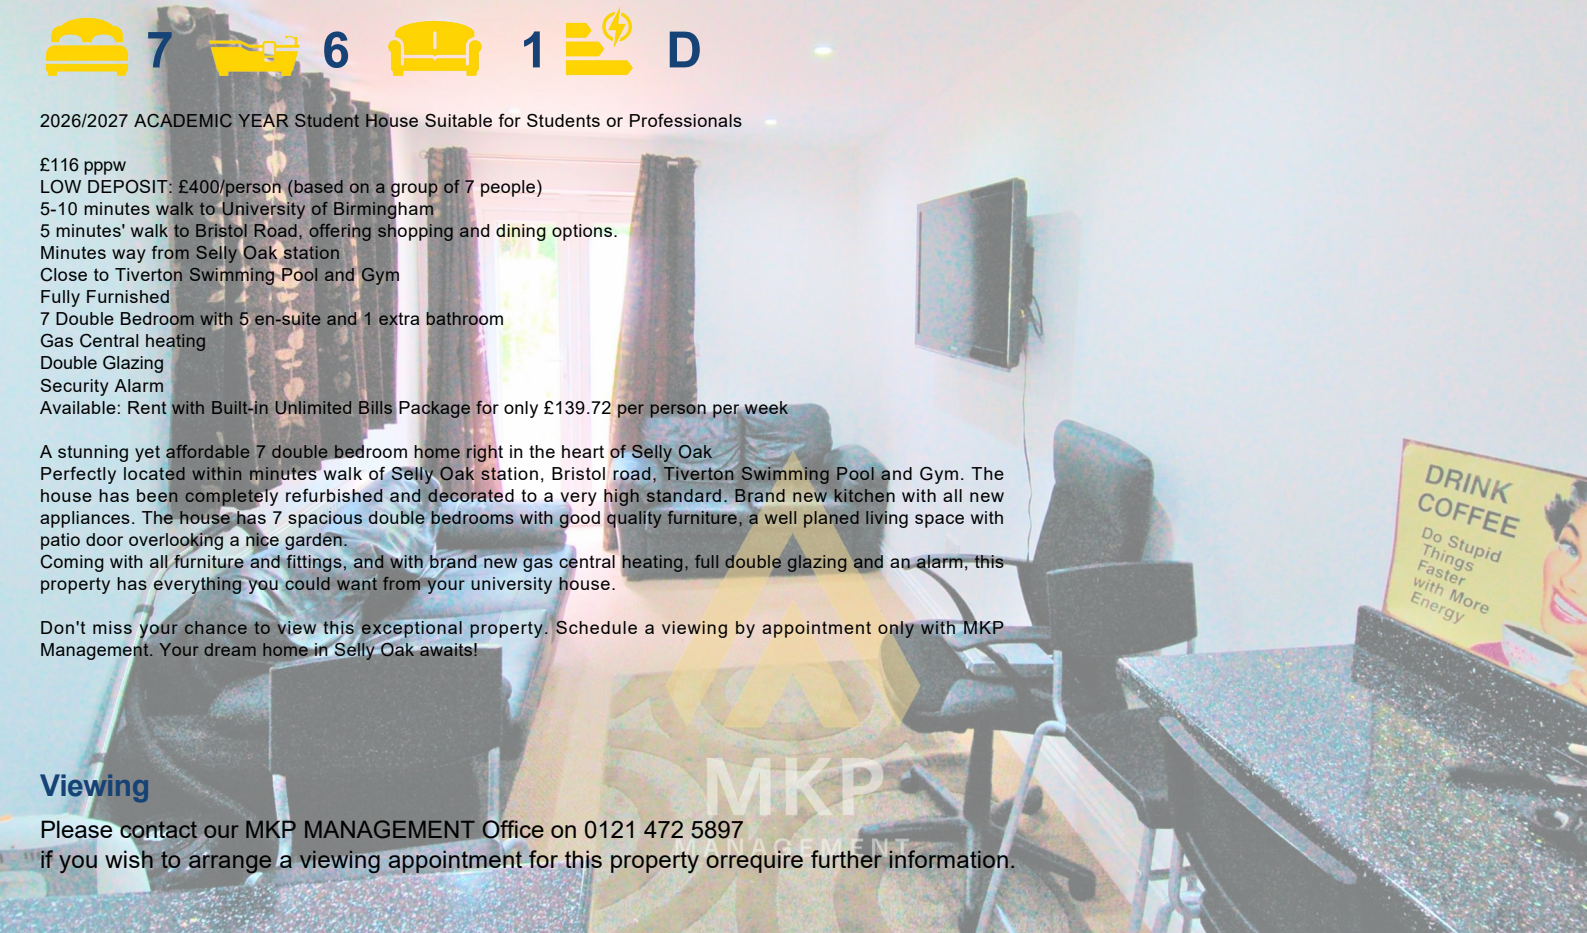 7 6 1 D
2026/2027 ACADEMIC YEAR Student House Suitable for Students or Professionals
£116 pppw
LOW DEPOSIT: £400/person (based on a group of 7 people)
5-10 minutes walk to University of Birmingham
5 minutes' walk to Bristol Road, offering shopping and dining options.
Minutes way from Selly Oak station
Close to Tiverton Swimming Pool and Gym
Fully Furnished
7 Double Bedroom with 5 en-suite and 1 extra bathroom
Gas Central heating
Double Glazing
Security Alarm
Available: Rent with Built-in Unlimited Bills Package for only £139.72 per person per week
A stunning yet affordable 7 double bedroom home right in the heart of Selly Oak
Perfectly located within minutes walk of Selly Oak station, Bristol road, Tiverton Swimming Pool and Gym. The
house has been completely refurbished and decorated to a very high standard. Brand new kitchen with all new
appliances. The house has 7 spacious double bedrooms with good quality furniture, a well planed living space with
patio door overlooking a nice garden.
Coming with all furniture and fittings, and with brand new gas central heating, full double glazing and an alarm, this
property has everything you could want from your university house.
Don't miss your chance to view this exceptional property. Schedule a viewing by appointment only with MKP
Management. Your dream home in Selly Oak awaits!
DRINK
COFFEE
Do Stupid
Things
Faster
with More
Energy
MKP
MANAGEMENT
Viewing
Please contact our MKP MANAGEMENT Office on 0121 472 5897
if you wish to arrange a viewing appointment for this property orrequire further information.